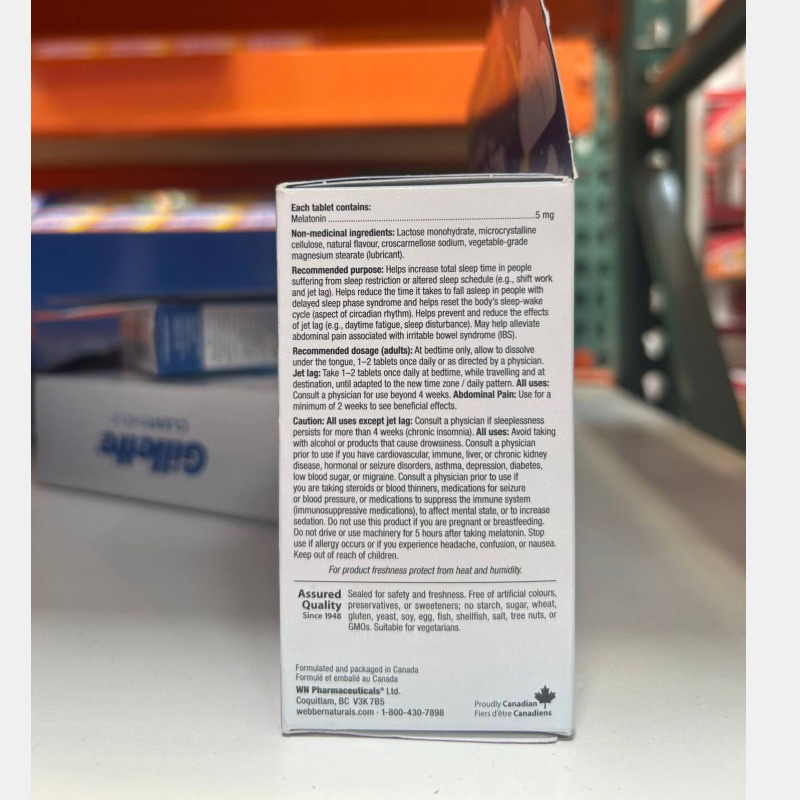 Each tablet contains:
Melatonin ........................................................................5 mg
Non-medicinal ingredients: Lactose monohydrate, microcrystalline
cellulose, natural flavour, croscarmellose sodium, vegetable-grade
magnesium stearate (lubricant).
Recommended purpose: Helps increase total sleep time in people
suffering from sleep restriction or altered sleep schedule (e.g., shift work
and jet lag). Helps reduce the time it takes to fall asleep in people with
delayed sleep phase syndrome and helps reset the body's sleep-wake
cycle (aspect of circadian rhythm). Helps prevent and reduce the effects
of jet lag (e.g., daytime fatigue, sleep disturbance). May help alleviate
abdominal pain associated with irritable bowel syndrome (IBS).
Recommended dosage (adults): At bedtime only, allow to dissolve
under the tongue, 1–2 tablets once daily or as directed by a physician.
Jet lag: Take 1–2 tablets once daily at bedtime, while travelling and at
destination, until adapted to the new time zone / daily pattern. All uses:
Consult a physician for use beyond 4 weeks. Abdominal Pain: Use for a
minimum of 2 weeks to see beneficial effects.
Caution: All uses except jet lag: Consult a physician if sleeplessness
persists for more than 4 weeks (chronic insomnia). All uses: Avoid taking
with alcohol or products that cause drowsiness. Consult a physician
prior to use if you have cardiovascular, immune, liver, or chronic kidney
disease, hormonal or seizure disorders, asthma, depression, diabetes,
low blood sugar, or migraine. Consult a physician prior to use if
you are taking steroids or blood thinners, medications for seizure
or blood pressure, or medications to suppress the immune system
(immunosuppressive medications), to affect mental state, or to increase
sedation. Do not use this product if you are pregnant or breastfeeding.
Do not drive or use machinery for 5 hours after taking melatonin. Stop
use if allergy occurs or if you experience headache, confusion, or nausea.
Keep out of reach of children.
For product freshness protect from heat and humidity.
Assured Quality Since 1948
Sealed for safety and freshness. Free of artificial colours,
preservatives, or sweeteners; no starch, sugar, wheat,
gluten, yeast, soy, egg, fish, shellfish, salt, tree nuts, or
GMOs. Suitable for vegetarians.
Formulated and packaged in Canada
Formulé et emballé au Canada
WN Pharmaceuticals® Ltd.
Coquitlam, BC V3K 7B5
webbernaturals.com · 1-800-430-7898
Proudly Canadian
Fiers d'être Canadiens
Gillette